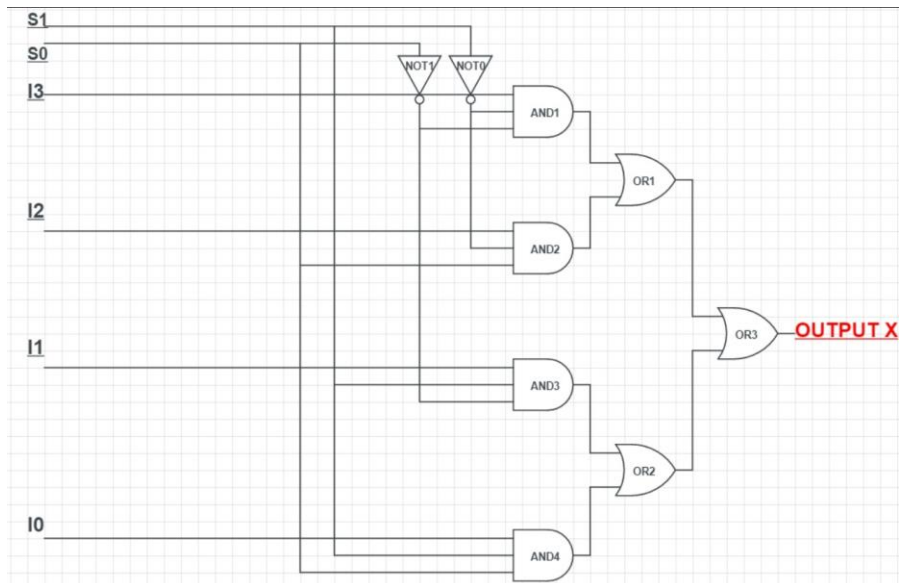 S1
S0
NOT1 NOT0
I3
AND1
OR1
I2
AND2
OR3 OUTPUT X
I1
AND3
OR2
I0
AND4